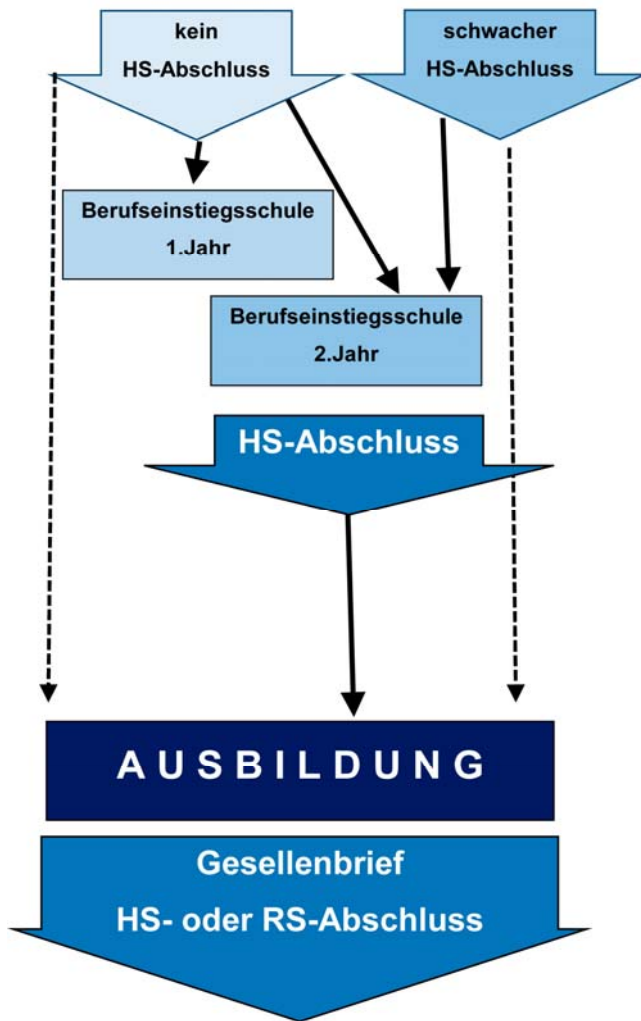 kein
HS-Abschluss
schwacher
HS-Abschluss
Berufseinstiegsschule
1.Jahr
Berufseinstiegsschule
2.Jahr
HS-Abschluss
AUSBILDUNG
Gesellenbrief
HS- oder RS-Abschluss